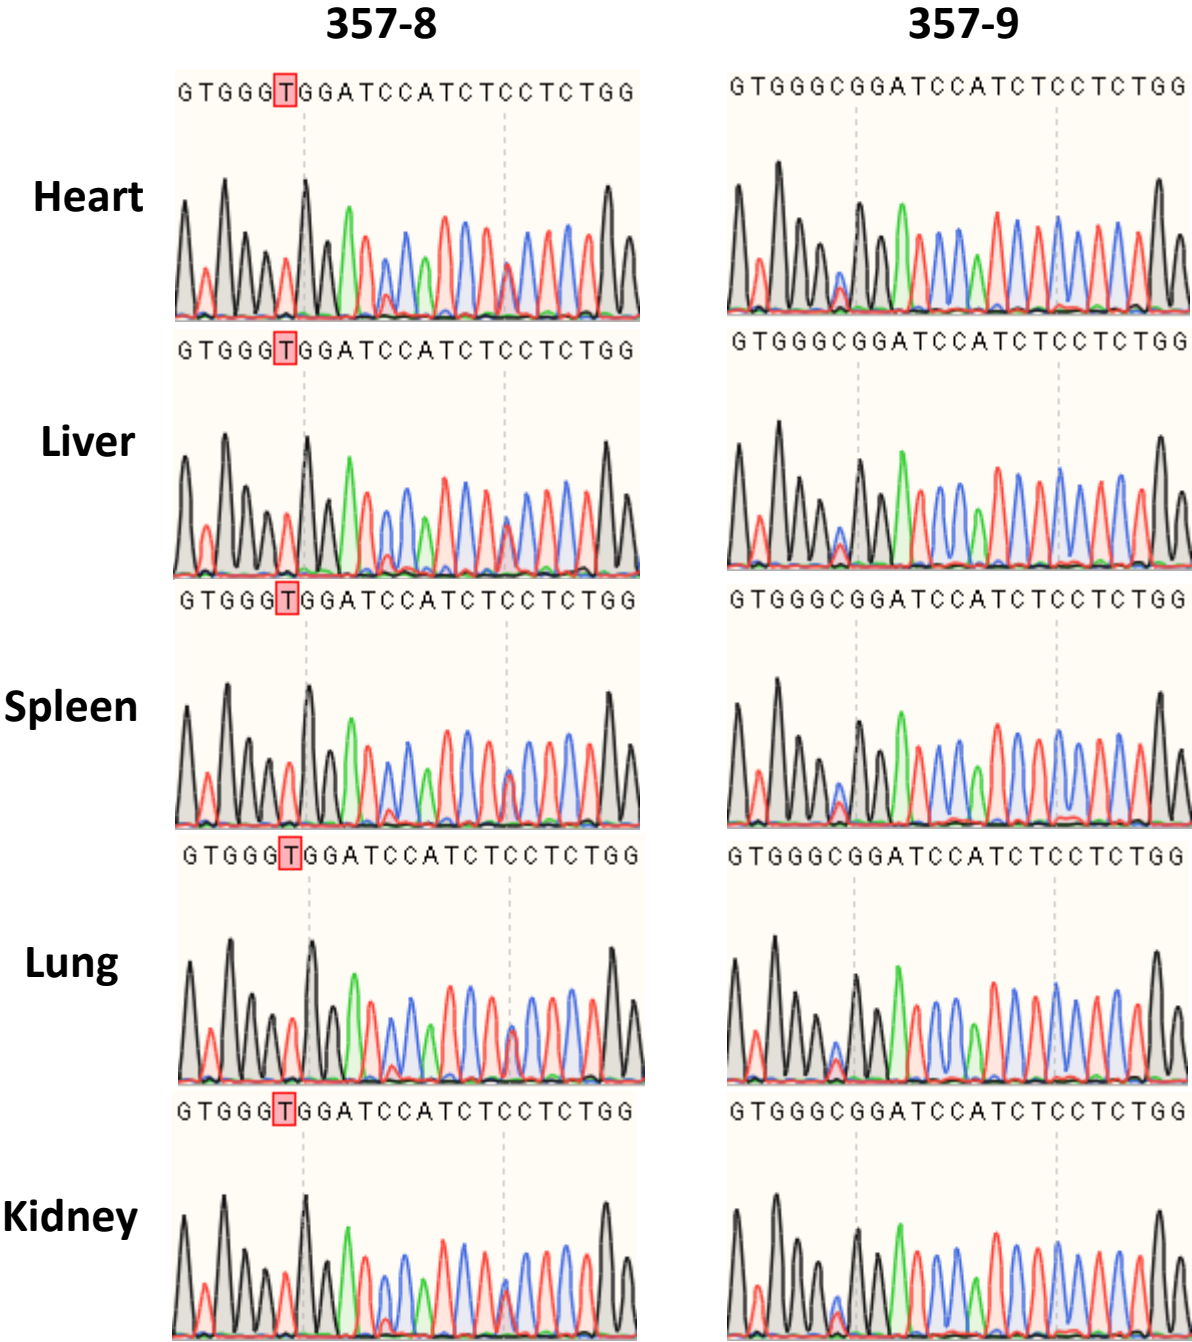 357-8 357-9
GTGGGTGGATCCATCTCCTCTGG GTGGGCGGATCCATCTCCTCTGG
Heart
GTGGGTGGATCCATCTCCTCTGG GTGGGCGGATCCATCTCCTCTGG
Liver
GTGGGTGGATCCATCTCCTCTGG GTGGGCGGATCCATCTCCTCTGG
Spleen
GTGGGTGGATCCATCTCCTCTGG GTGGGCGGATCCATCTCCTCTGG
Lung
GTGGGTGGATCCATCTCCTCTGG GTGGGCGGATCCATCTCCTCTGG
Kidney